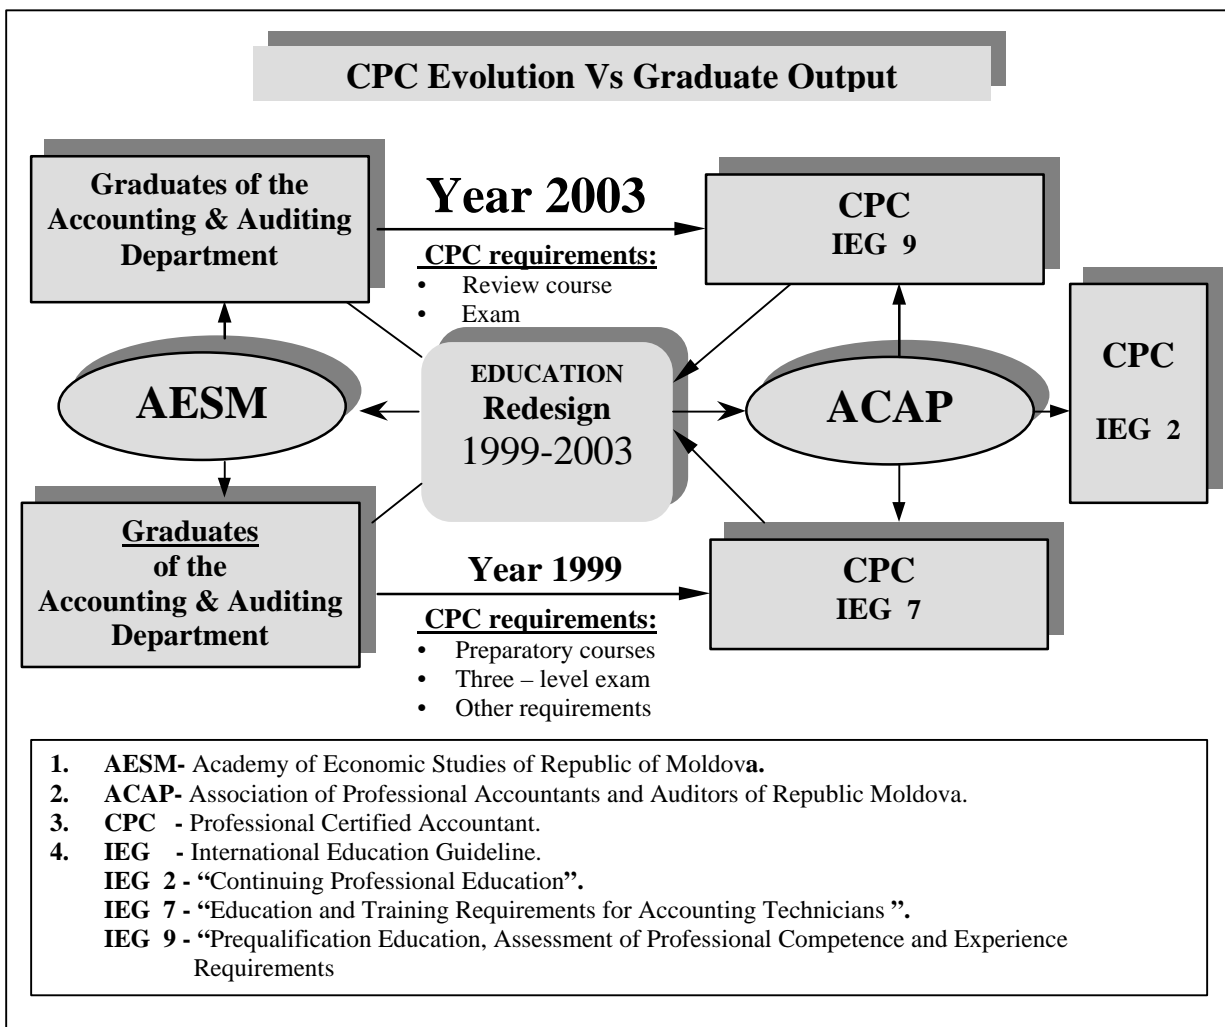 CPC Evolution Vs Graduate Output
Graduates of the
Accounting & Auditing
Department
Year 2003
CPC requirements:
• Review course
• Exam
CPC
IEG 9
CPC
IEG 2
AESM
EDUCATION
Redesign
1999-2003
ACAP
Graduates
of the
Accounting & Auditing
Department
Year 1999
CPC requirements:
• Preparatory courses
• Three – level exam
• Other requirements
CPC
IEG 7
1. AESM- Academy of Economic Studies of Republic of Moldova.
2. ACAP- Association of Professional Accountants and Auditors of Republic Moldova.
3. CPC - Professional Certified Accountant.
4. IEG - International Education Guideline.
IEG 2 - “Continuing Professional Education”.
IEG 7 - “Education and Training Requirements for Accounting Technicians ”.
IEG 9 - “Prequalification Education, Assessment of Professional Competence and Experience
Requirements